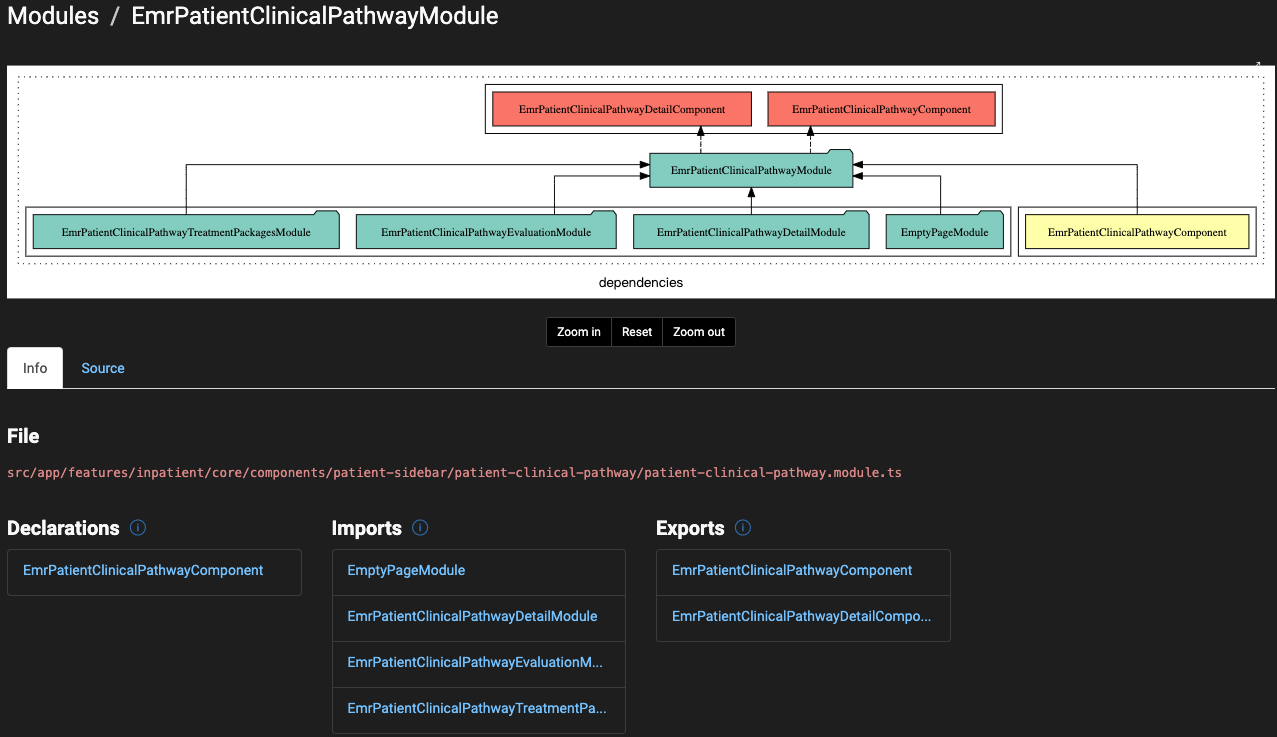 Modules / EmrPatientClinicalPathwayModule
EmrPatientClinicalPathwayDetailComponent EmrPatientClinicalPathwayComponent
EmrPatientClinicalPathwayModule
EmrPatientClinicalPathwayTreatmentPackagesModule EmrPatientClinicalPathwayEvaluationModule EmrPatientClinicalPathwayDetailModule EmptyPageModule EmrPatientClinicalPathwayComponent
dependencies
Zoom in Reset Zoom out
Info Source
File
src/app/features/inpatient/core/components/patient-sidebar/patient-clinical-pathway/patient-clinical-pathway.module.ts
Declarations
EmrPatientClinicalPathwayComponent
Imports
EmptyPageModule
EmrPatientClinicalPathwayDetailModule
EmrPatientClinicalPathwayEvaluationM...
EmrPatientClinicalPathwayTreatmentPa...
Exports
EmrPatientClinicalPathwayComponent
EmrPatientClinicalPathwayDetailCompo...